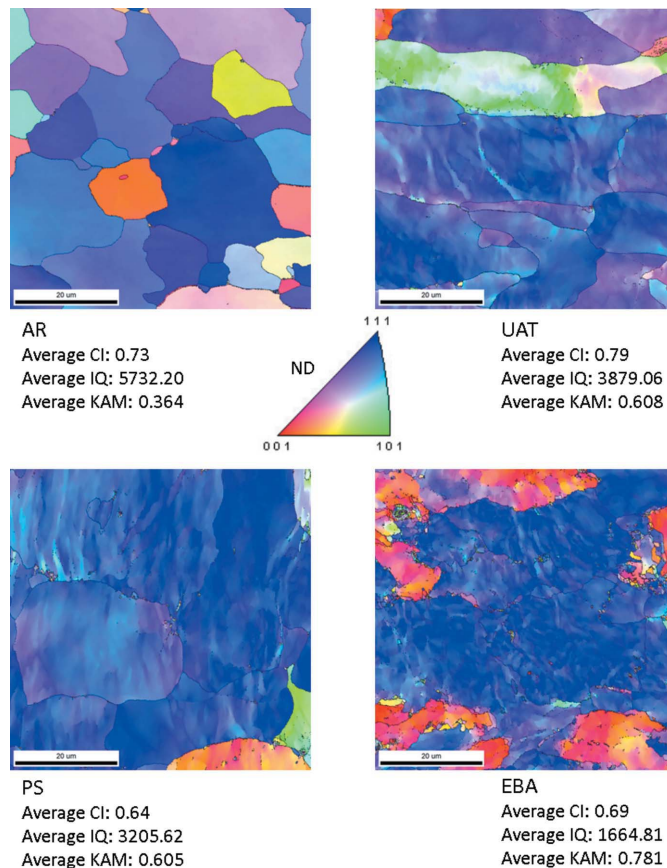 20 um
20 um
AR
Average CI: 0.73
Average IQ: 5732.20
Average KAM: 0.364
111
ND
001
101
UAT
Average CI: 0.79
Average IQ: 3879.06
Average KAM: 0.608
20 um
20 um
PS
Average CI: 0.64
Average IQ: 3205.62
Average KAM: 0.605
EBA
Average CI: 0.69
Average IQ: 1664.81
Average KAM: 0.781